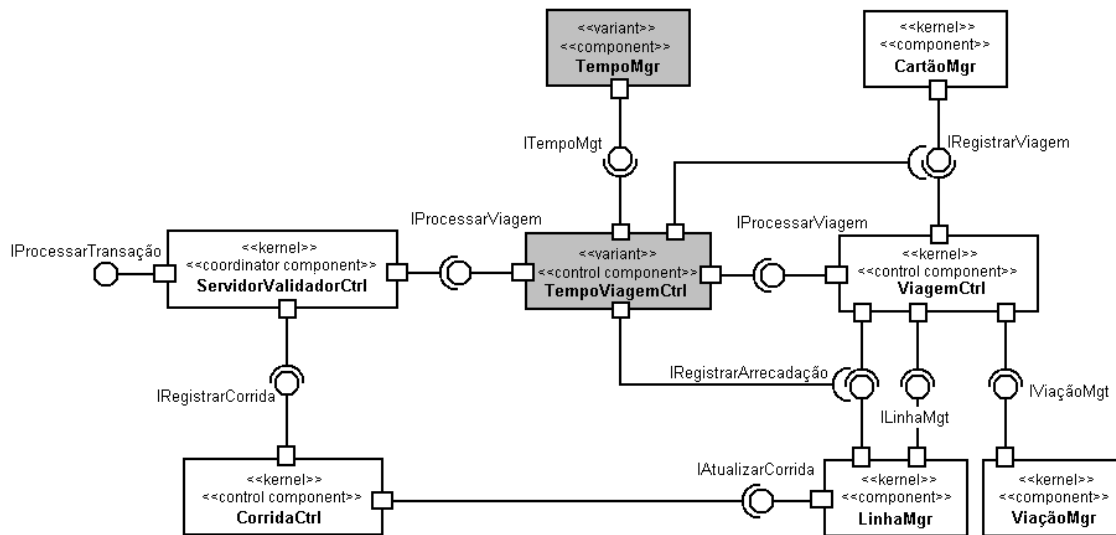 <<variant>>
<<component>>
TempoMgr
<<kernel>>
<<component>>
CartãoMgr
ITempoMgt
IRegistrarViagem
IProcessarTransação
<<kernel>>
<<coordinator component>>
ServidorValidadorCtrl
IProcessarViagem
<<variant>>
<<control component>>
TempoViagemCtrl
IProcessarViagem
<<kernel>>
<<control component>>
ViagemCtrl
IRegistrarCorrida
IRegistrarArrecadação
ILinhaMgt
IViaçãoMgt
<<kernel>>
<<control component>>
CorridaCtrl
IAtualizarCorrida
<<kernel>>
<<component>>
LinhaMgr
<<kernel>>
<<component>>
ViaçãoMgr